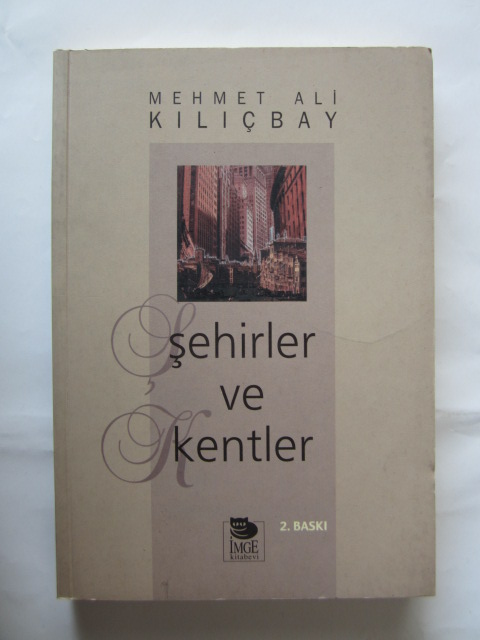 MEHMET ALİ
KILIÇBAY
Ş
şehirler
ve
K
kentler
2. BASKI
İMGE
kitabevi